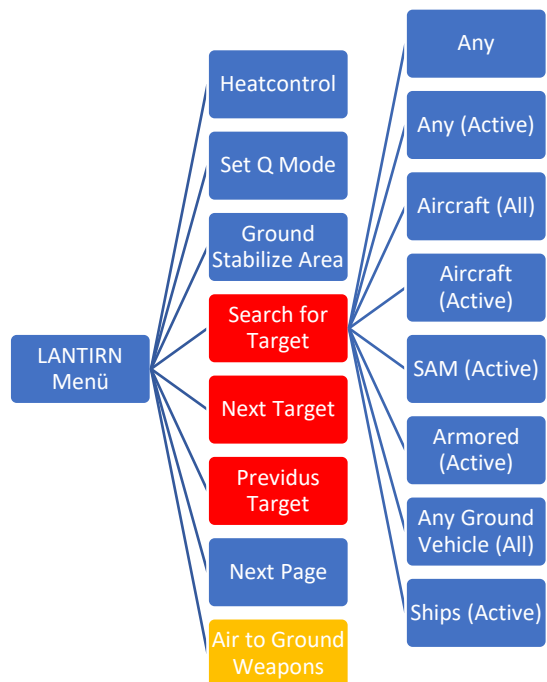 LANTIRN
Menü
Heatcontrol
Set Q Mode
Ground
Stabilize Area
Search for
Target
Next Target
Previdus
Target
Next Page
Air to Ground
Weapons
Any
Any (Active)
Aircraft (All)
Aircraft
(Active)
SAM (Active)
Armored
(Active)
Any Ground
Vehicle (All)
Ships (Active)